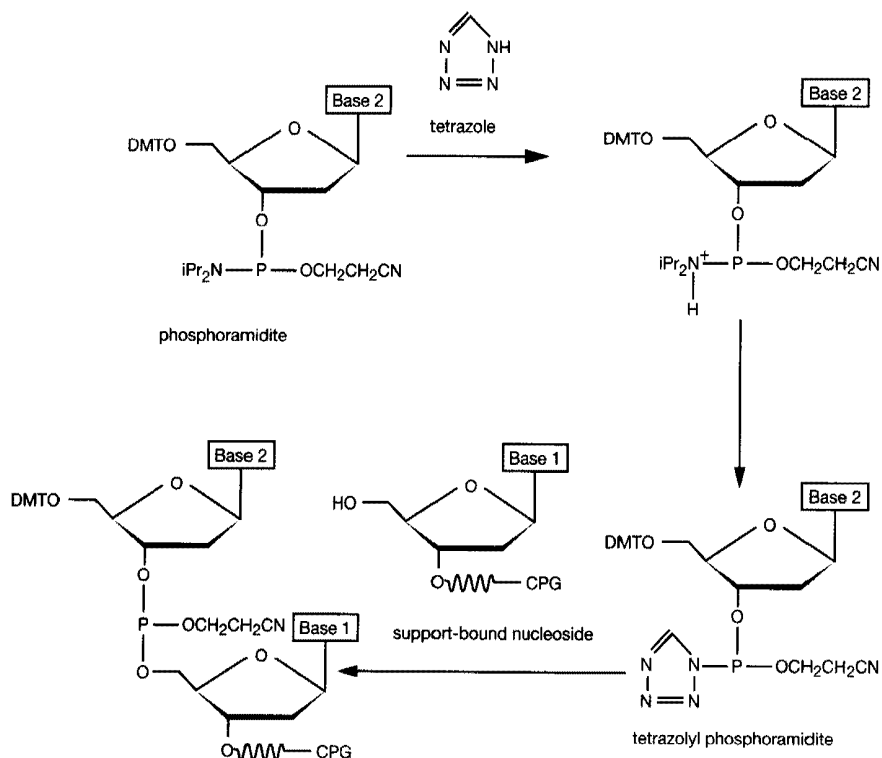 N
NH
N
N
tetrazole
Base 2
O
DMTO
O
iPr₂N
P
OCH₂CH₂CN
phosphoramidite
Base 2
O
DMTO
O
iPr₂N⁺
P
OCH₂CH₂CN
H
Base 2
O
DMTO
O
P
OCH₂CH₂CN
O
Base 1
O
O
CPG
Base 1
HO
O
O
CPG
support-bound nucleoside
Base 2
O
DMTO
O
N
N
P
OCH₂CH₂CN
N
N
tetrazolyl phosphoramidite